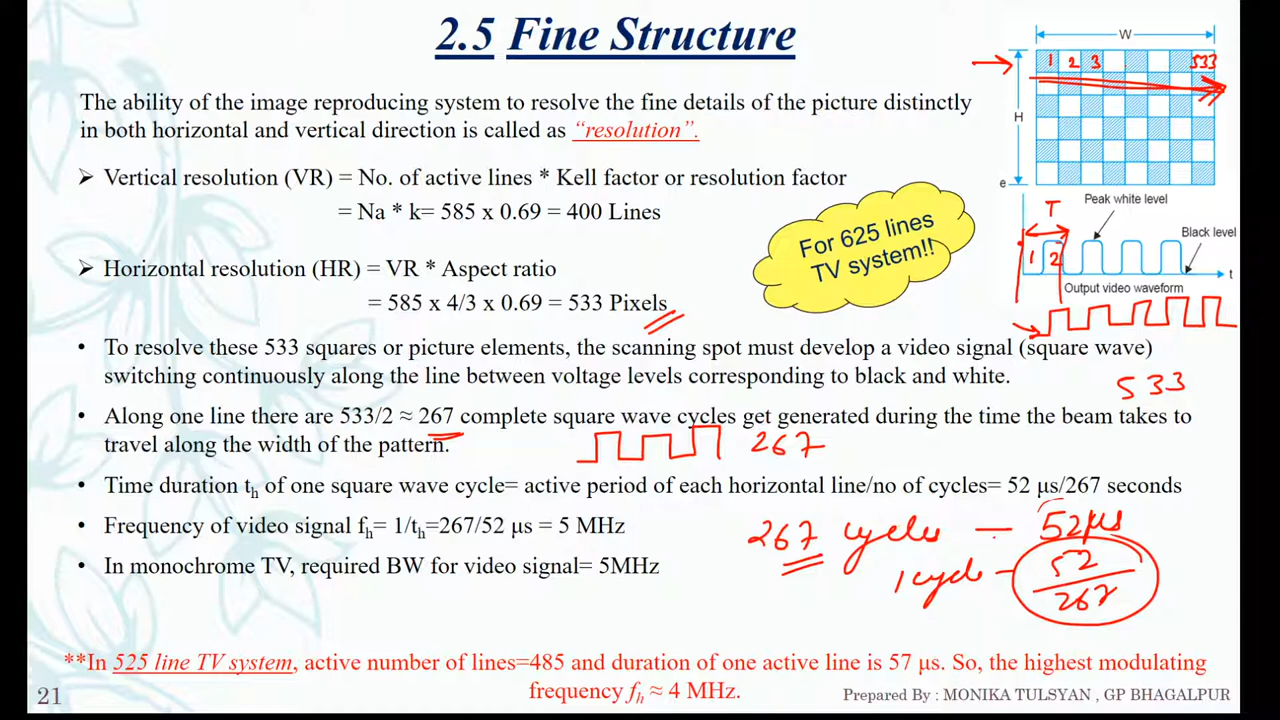 2.5 Fine Structure
W
1 2 3 533
H
The ability of the image reproducing system to resolve the fine details of the picture distinctly
in both horizontal and vertical direction is called as “resolution”.
e
➢ Vertical resolution (VR) = No. of active lines * Kell factor or resolution factor
= Na * k= 585 x 0.69 = 400 Lines
For 625 lines
TV system!!
T
Peak white level
Black level
1 2
t
Output video waveform
➢ Horizontal resolution (HR) = VR * Aspect ratio
= 585 x 4/3 x 0.69 = 533 Pixels
• To resolve these 533 squares or picture elements, the scanning spot must develop a video signal (square wave)
switching continuously along the line between voltage levels corresponding to black and white.
533
• Along one line there are 533/2 ≈ 267 complete square wave cycles get generated during the time the beam takes to
travel along the width of the pattern.
267
• Time duration th of one square wave cycle= active period of each horizontal line/no of cycles= 52 μs/267 seconds
• Frequency of video signal fh= 1/th=267/52 μs = 5 MHz
267 cycles — 52μs
• In monochrome TV, required BW for video signal= 5MHz
1 cycle – 52
267
**In 525 line TV system, active number of lines=485 and duration of one active line is 57 μs. So, the highest modulating
frequency fh ≈ 4 MHz.
21
Prepared By : MONIKA TULSYAN , GP BHAGALPUR